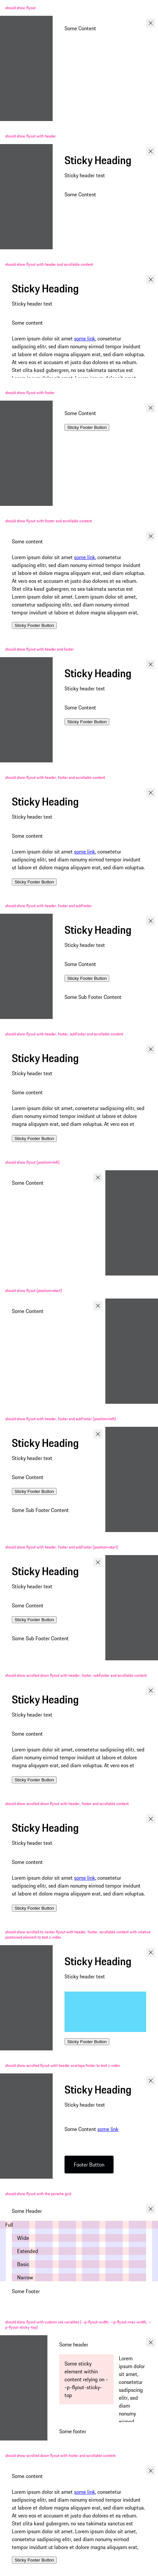 should show flyout
Some Content
should show flyout with header
Sticky Heading
Sticky header text
Some Content
should show flyout with header and scrollable content
Sticky Heading
Sticky header text
Some content
Lorem ipsum dolor sit amet some link, consetetur
sadipscing elitr, sed diam nonumy eirmod tempor invidunt
ut labore et dolore magna aliquyam erat, sed diam voluptua.
At vero eos et accusam et justo duo dolores et ea rebum.
Stet clita kasd gubergren, no sea takimata sanctus est
should show flyout with footer
Some Content
Sticky Footer Button
should show flyout with footer and scrollable content
Some content
Lorem ipsum dolor sit amet some link, consetetur
sadipscing elitr, sed diam nonumy eirmod tempor invidunt
ut labore et dolore magna aliquyam erat, sed diam voluptua.
At vero eos et accusam et justo duo dolores et ea rebum.
Stet clita kasd gubergren, no sea takimata sanctus est
Lorem ipsum dolor sit amet. Lorem ipsum dolor sit amet,
consetetur sadipscing elitr, sed diam nonumy eirmod
tempor invidunt ut labore et dolore magna aliquyam erat
Sticky Footer Button
should show flyout with header and footer
Sticky Heading
Sticky header text
Some Content
Sticky Footer Button
should show flyout with header, footer and scrollable content
Sticky Heading
Sticky header text
Some content
Lorem ipsum dolor sit amet some link, consetetur
sadipscing elitr, sed diam nonumy eirmod tempor invidunt
ut labore et dolore magna aliquyam erat, sed diam voluptua.
Sticky Footer Button
should show flyout with header, footer and subFooter
Sticky Heading
Sticky header text
Some Content
Sticky Footer Button
Some Sub Footer Content
should show flyout with header, footer, subFooter and scrollable content
Sticky Heading
Sticky header text
Some content
Lorem ipsum dolor sit amet, consetetur sadipscing elitr, sed
diam nonumy eirmod tempor invidunt ut labore et dolore
magna aliquyam erat, sed diam voluptua. At vero eos et
Sticky Footer Button
should show flyout (position=left)
Some Content
should show flyout (position=start)
Some Content
should show flyout with header, footer and subFooter (position=left)
Sticky Heading
Sticky header text
Some Content
Sticky Footer Button
Some Sub Footer Content
should show flyout with header, footer and subFooter (position=start)
Sticky Heading
Sticky header text
Some Content
Sticky Footer Button
Some Sub Footer Content
should show scrolled down flyout with header, footer, subFooter and scrollable content
Sticky Heading
Sticky header text
Some content
Lorem ipsum dolor sit amet, consetetur sadipscing elitr, sed
diam nonumy eirmod tempor invidunt ut labore et dolore
magna aliquyam erat, sed diam voluptua. At vero eos et
Sticky Footer Button
should show scrolled down flyout with header, footer and scrollable content
Sticky Heading
Sticky header text
Some content
Lorem ipsum dolor sit amet some link, consetetur
sadipscing elitr, sed diam nonumy eirmod tempor invidunt
ut labore et dolore magna aliquyam erat, sed diam voluptua.
Sticky Footer Button
should show scrolled to center flyout with header, footer, scrollable content with relative
positioned element to test z-index
Sticky Heading
Sticky header text
Sticky Footer Button
should show scrolled flyout until header overlaps footer to test z-index
Sticky Heading
Sticky header text
Some Content some link
Footer Button
should show flyout with the porsche grid
Some Header
Full
Wide
Extended
Basic
Narrow
Some Footer
should show flyout with custom css variables (--p-flyout-width, --p-flyout-max-width, --
p-flyout-sticky-top)
Some header
Some sticky
element within
content relying on -
-p-flyout-sticky-
top
Lorem
ipsum dolor
sit amet,
consetetur
sadipscing
elitr, sed
diam
nonumy
eirmod
Some footer
should show scrolled down flyout with footer and scrollable content
Some content
Lorem ipsum dolor sit amet some link, consetetur
sadipscing elitr, sed diam nonumy eirmod tempor invidunt
ut labore et dolore magna aliquyam erat, sed diam voluptua.
At vero eos et accusam et justo duo dolores et ea rebum.
Stet clita kasd gubergren, no sea takimata sanctus est
Lorem ipsum dolor sit amet. Lorem ipsum dolor sit amet,
consetetur sadipscing elitr, sed diam nonumy eirmod
tempor invidunt ut labore et dolore magna aliquyam erat
Sticky Footer Button